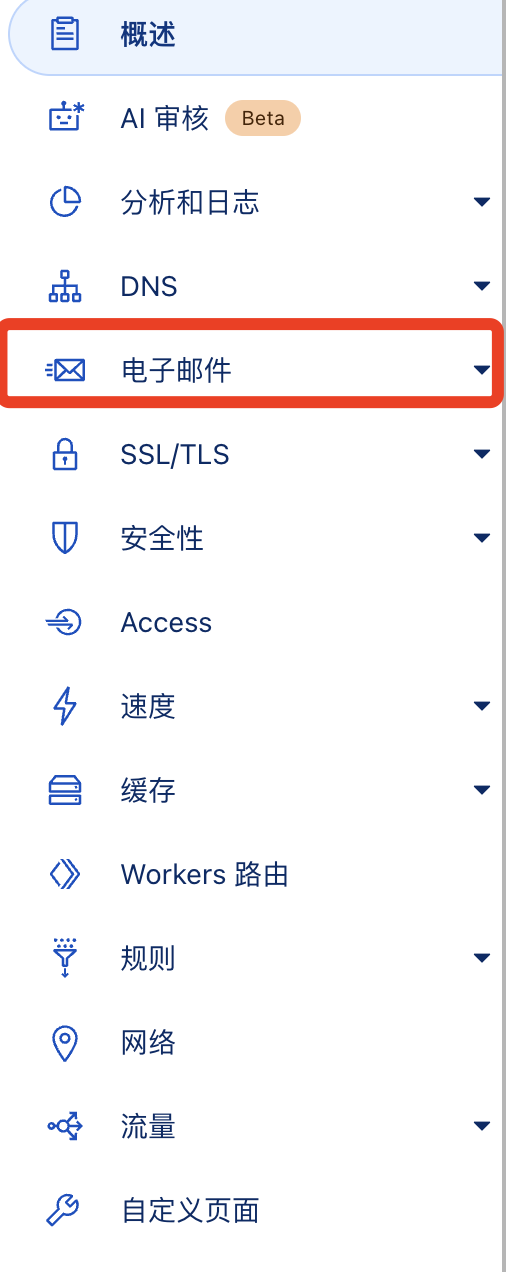 概述
AI 审核 Beta
分析和日志
DNS
电子邮件
SSL/TLS
安全性
Access
速度
缓存
Workers 路由
规则
网络
流量
自定义页面